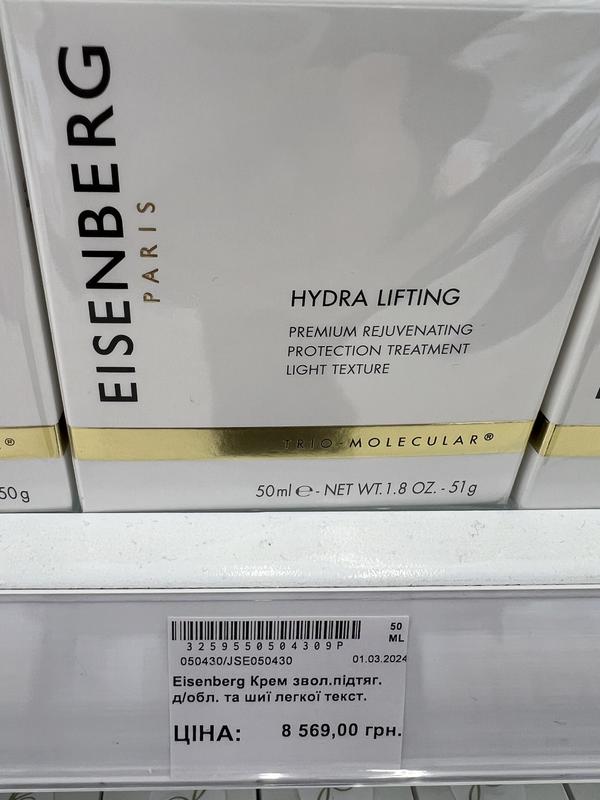 EISENBERG
PARIS
HYDRA LIFTING
PREMIUM REJUVENATING
PROTECTION TREATMENT
LIGHT TEXTURE
TRIO-MOLECULAR®
50ml ℮ - NET WT.1.8 OZ. - 51g
50g
50
ML
3259550504309P
050430/JSE050430
01.03.2024
Eisenberg Крем звол.підтяг.
д/обл. та шиї легкої текст.
ЦІНА: 8 569,00 грн.